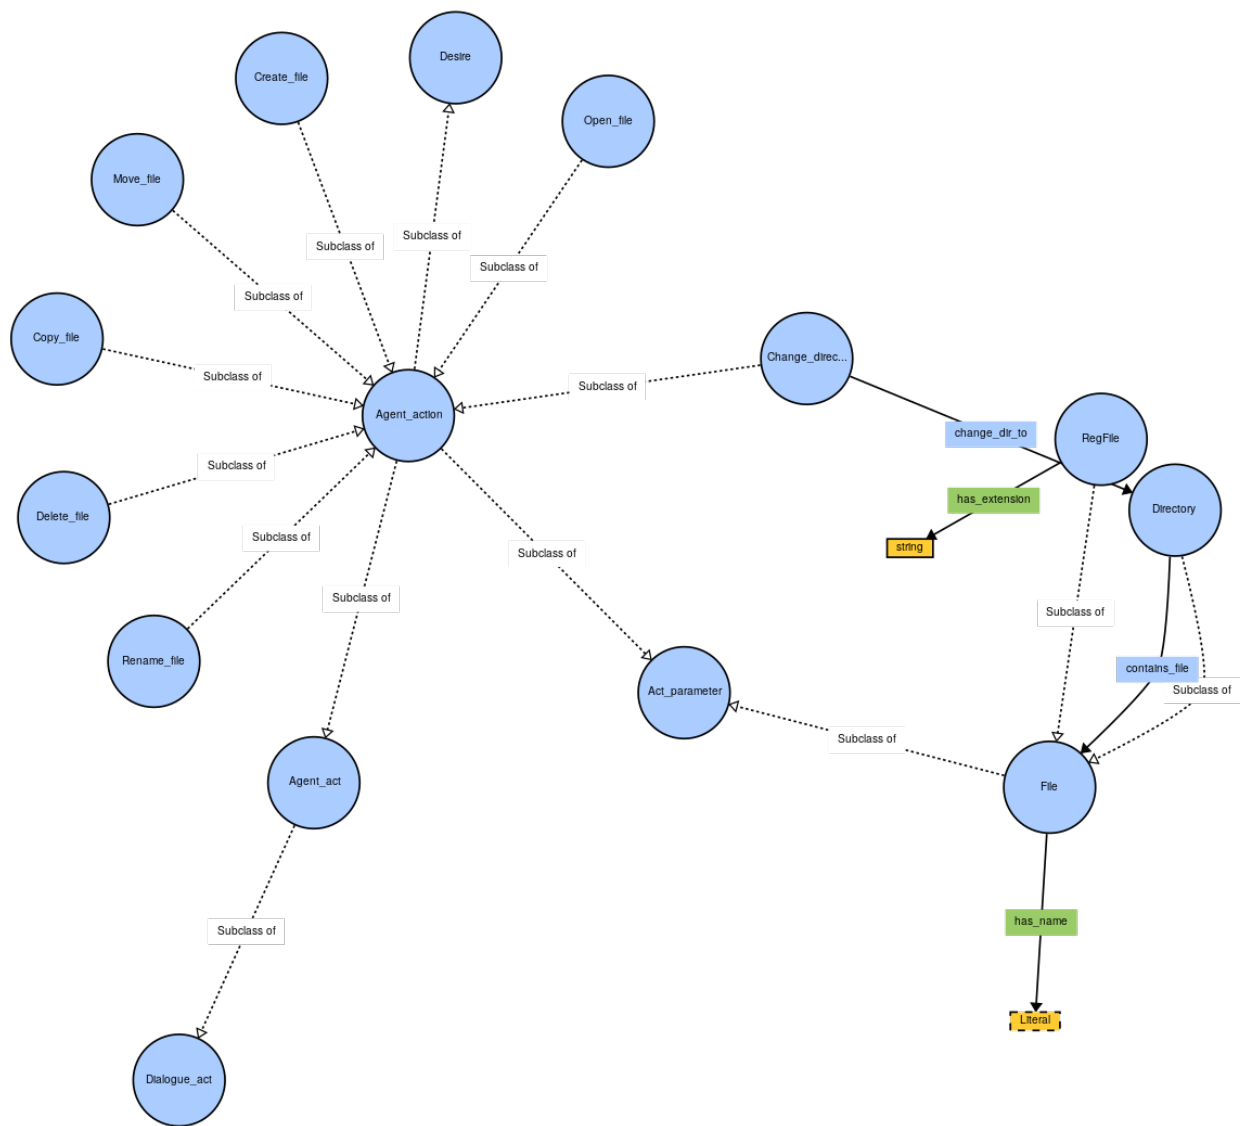 Desire
Create_file
Open_file
Move_file
Subclass of
Subclass of
Subclass of
Subclass of
Copy_file
Change_direc...
Subclass of
Subclass of
Agent_action
change_dir_to
RegFile
Subclass of
has_extension
Directory
Delete_file
Subclass of
Subclass of
string
Subclass of
Subclass of
Rename_file
contains_file
Act_parameter
Subclass of
Subclass of
Agent_act
File
has_name
Subclass of
Literal
Dialogue_act